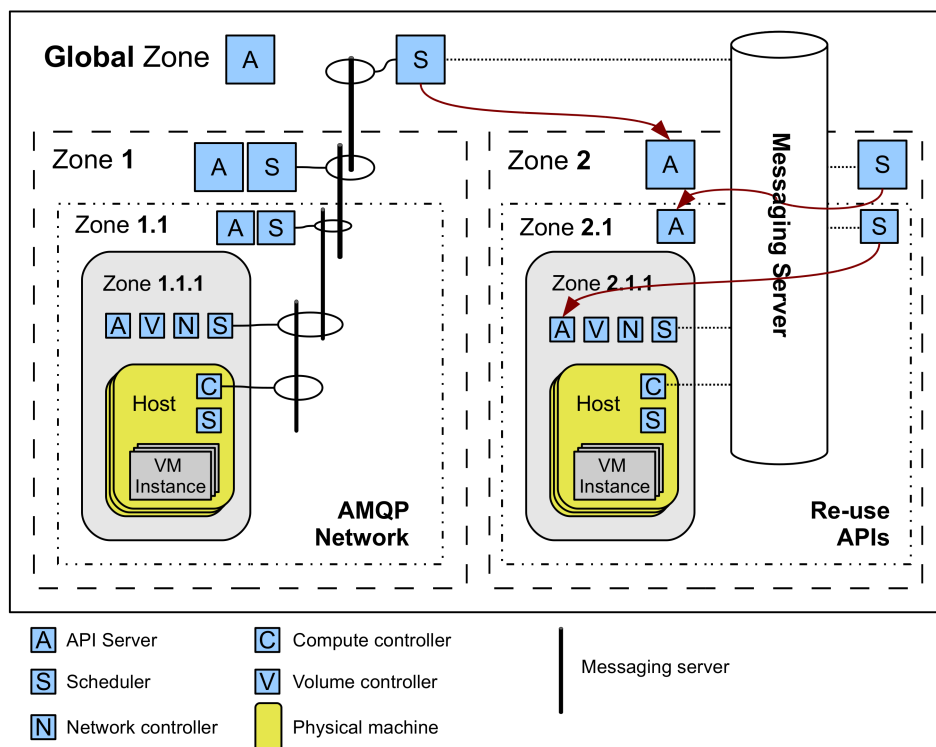 Global Zone
A
S
Zone 1
A
S
Zone 1.1
A
S
Zone 1.1.1
A
V
N
S
Host
C
S
VM
Instance
AMQP
Network
Zone 2
A
S
Zone 2.1
A
S
Zone 2.1.1
A
V
N
S
Host
C
S
VM
Instance
Re-use
APIs
Messaging Server
A API Server
S Scheduler
N Network controller
C Compute controller
V Volume controller
Physical machine
Messaging server